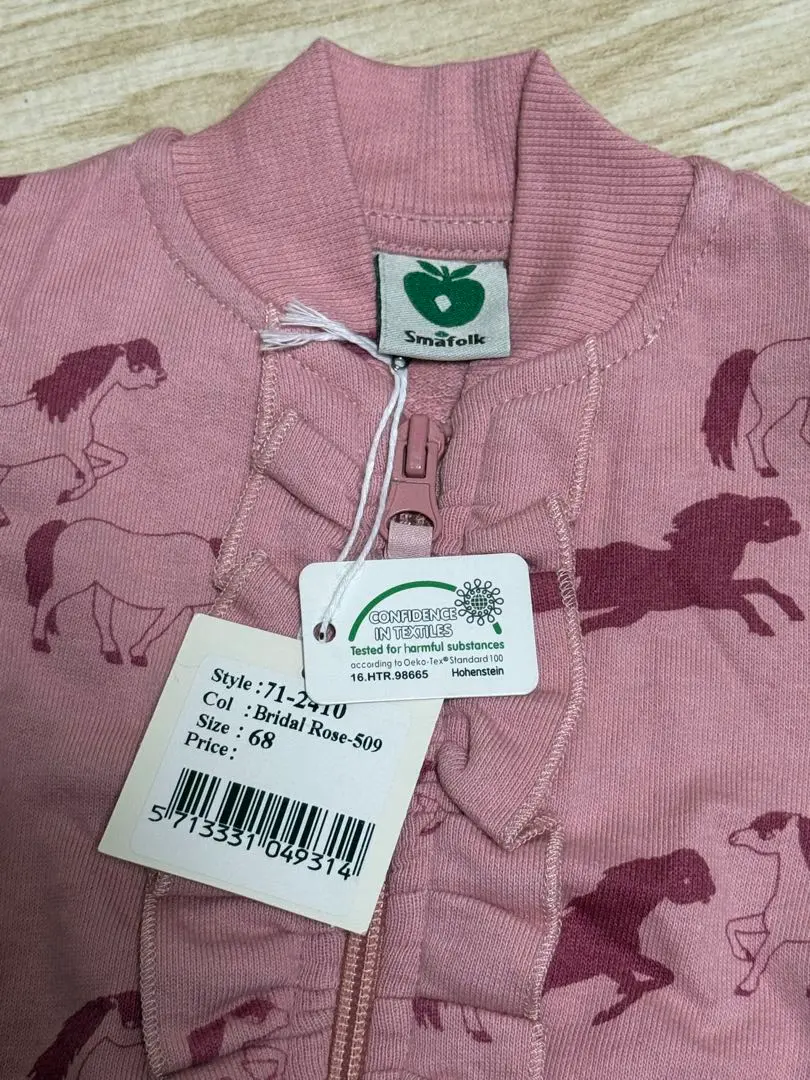 Smafolk
CONFIDENCE
IN TEXTILES
Tested for harmful substances
according to Oeko-Tex® Standard 100
16.HTR.98665 Hohenstein
Style : 71-2410
Col : Bridal Rose-509
Size : 68
Price :
5 713331 049314